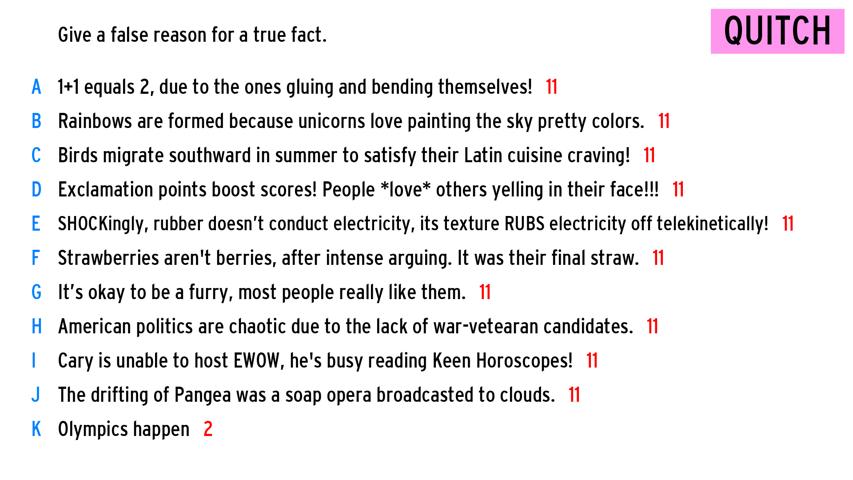 Give a false reason for a true fact.
QUITCH
A 1+1 equals 2, due to the ones gluing and bending themselves! 11
B Rainbows are formed because unicorns love painting the sky pretty colors. 11
C Birds migrate southward in summer to satisfy their Latin cuisine craving! 11
D Exclamation points boost scores! People *love* others yelling in their face!!! 11
E SHOCKingly, rubber doesn’t conduct electricity, its texture RUBS electricity off telekinetically! 11
F Strawberries aren't berries, after intense arguing. It was their final straw. 11
G It’s okay to be a furry, most people really like them. 11
H American politics are chaotic due to the lack of war-vetearan candidates. 11
I Cary is unable to host EWOW, he's busy reading Keen Horoscopes! 11
J The drifting of Pangea was a soap opera broadcasted to clouds. 11
K Olympics happen 2